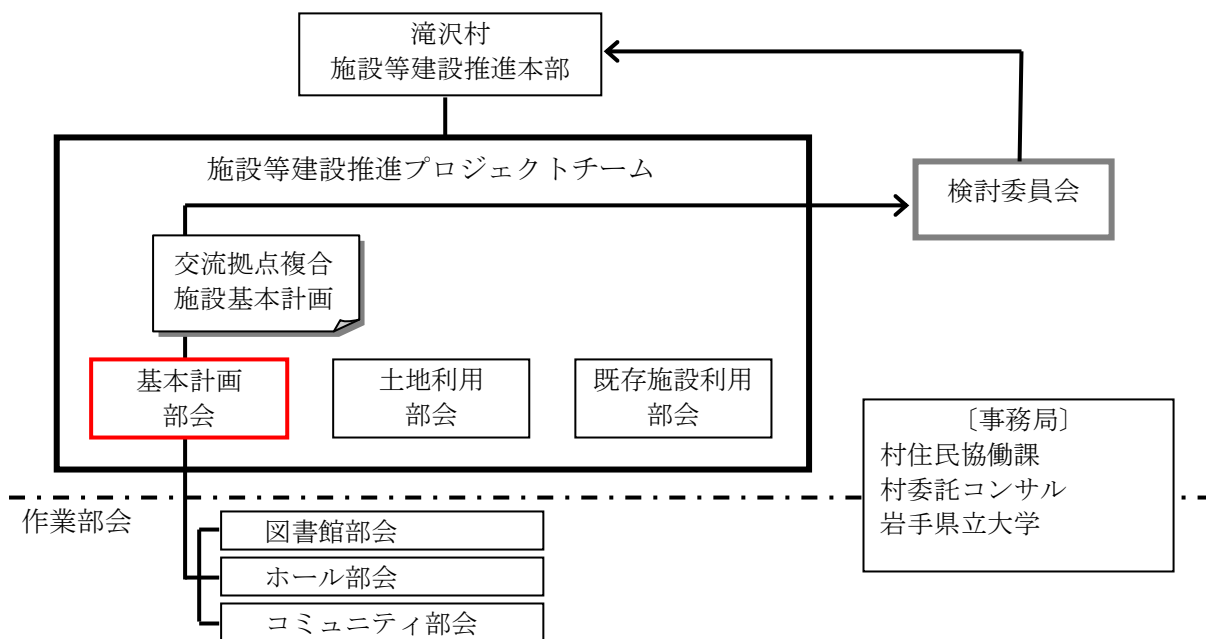 滝沢村
施設等建設推進本部
施設等建設推進プロジェクトチーム
検討委員会
交流拠点複合
施設基本計画
基本計画
部会
土地利用
部会
既存施設利用
部会
〔事務局〕
村住民協働課
村委託コンサル
岩手県立大学
作業部会
図書館部会
ホール部会
コミュニティ部会